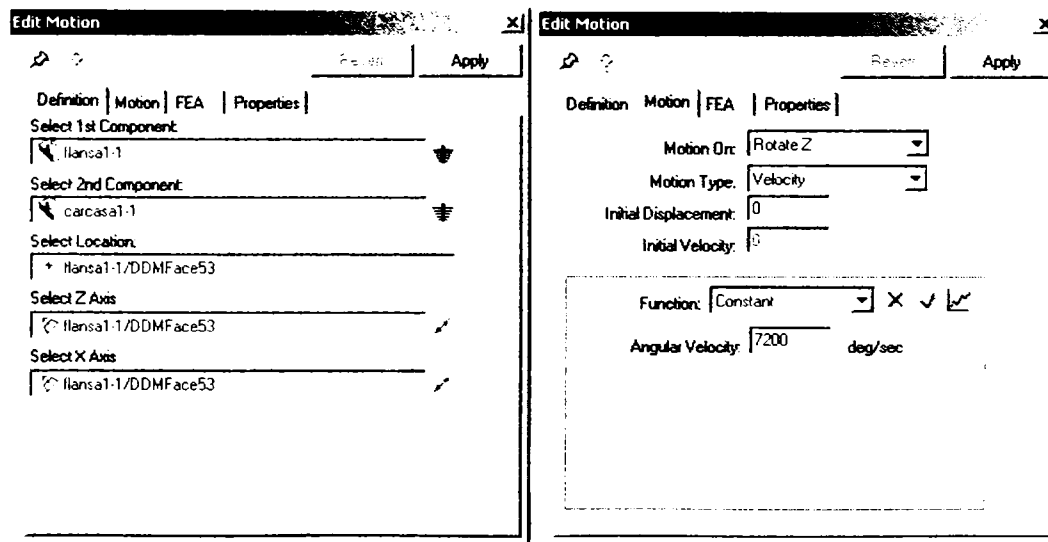 Edit Motion
Revert Apply
Definition Motion FEA Properties
Select 1st Component:
flansa1-1
Select 2nd Component:
carcasa1-1
Select Location:
flansa1-1/DDMFace53
Select Z Axis
flansa1-1/DDMFace53
Select X Axis
flansa1-1/DDMFace53
Edit Motion
Revert Apply
Definition Motion FEA Properties
Motion On: Rotate Z
Motion Type: Velocity
Initial Displacement: 0
Initial Velocity: 0
Function: Constant
Angular Velocity: 7200 deg/sec